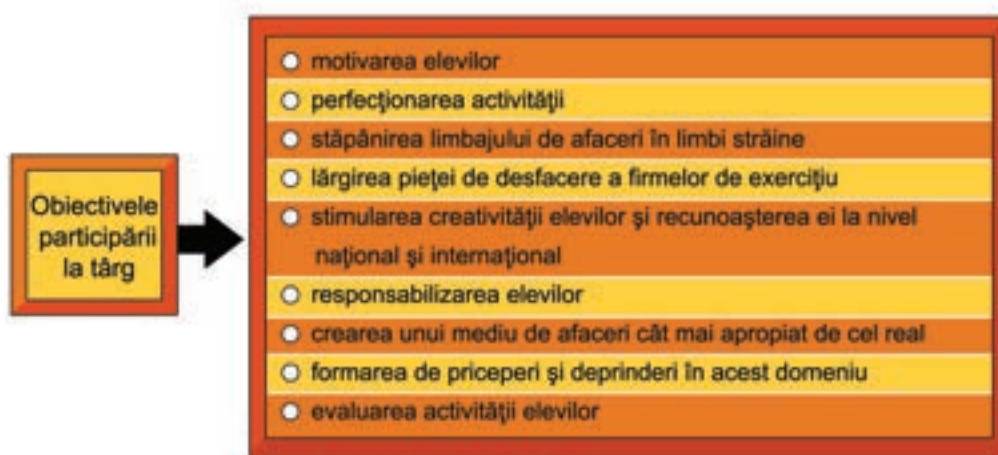 Obiectivele
participării
la târg
motivarea elevilor
perfecţionarea activităţii
stăpânirea limbajului de afaceri în limbi străine
lărgirea pieţei de desfacere a firmelor de exerciţiu
stimularea creativităţii elevilor şi recunoaşterea ei la nivel
naţional şi internaţional
responsabilizarea elevilor
crearea unui mediu de afaceri cât mai apropiat de cel real
formarea de priceperi şi deprinderi în acest domeniu
evaluarea activităţii elevilor